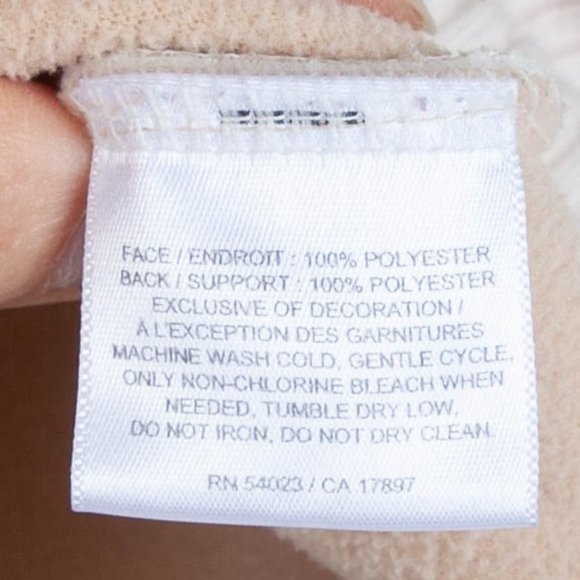 FACE / ENDROIT : 100% POLYESTER
BACK / SUPPORT : 100% POLYESTER
EXCLUSIVE OF DECORATION /
À L'EXCEPTION DES GARNITURES
MACHINE WASH COLD, GENTLE CYCLE,
ONLY NON-CHLORINE BLEACH WHEN
NEEDED, TUMBLE DRY LOW,
DO NOT IRON, DO NOT DRY CLEAN.
RN 54023 / CA 17897